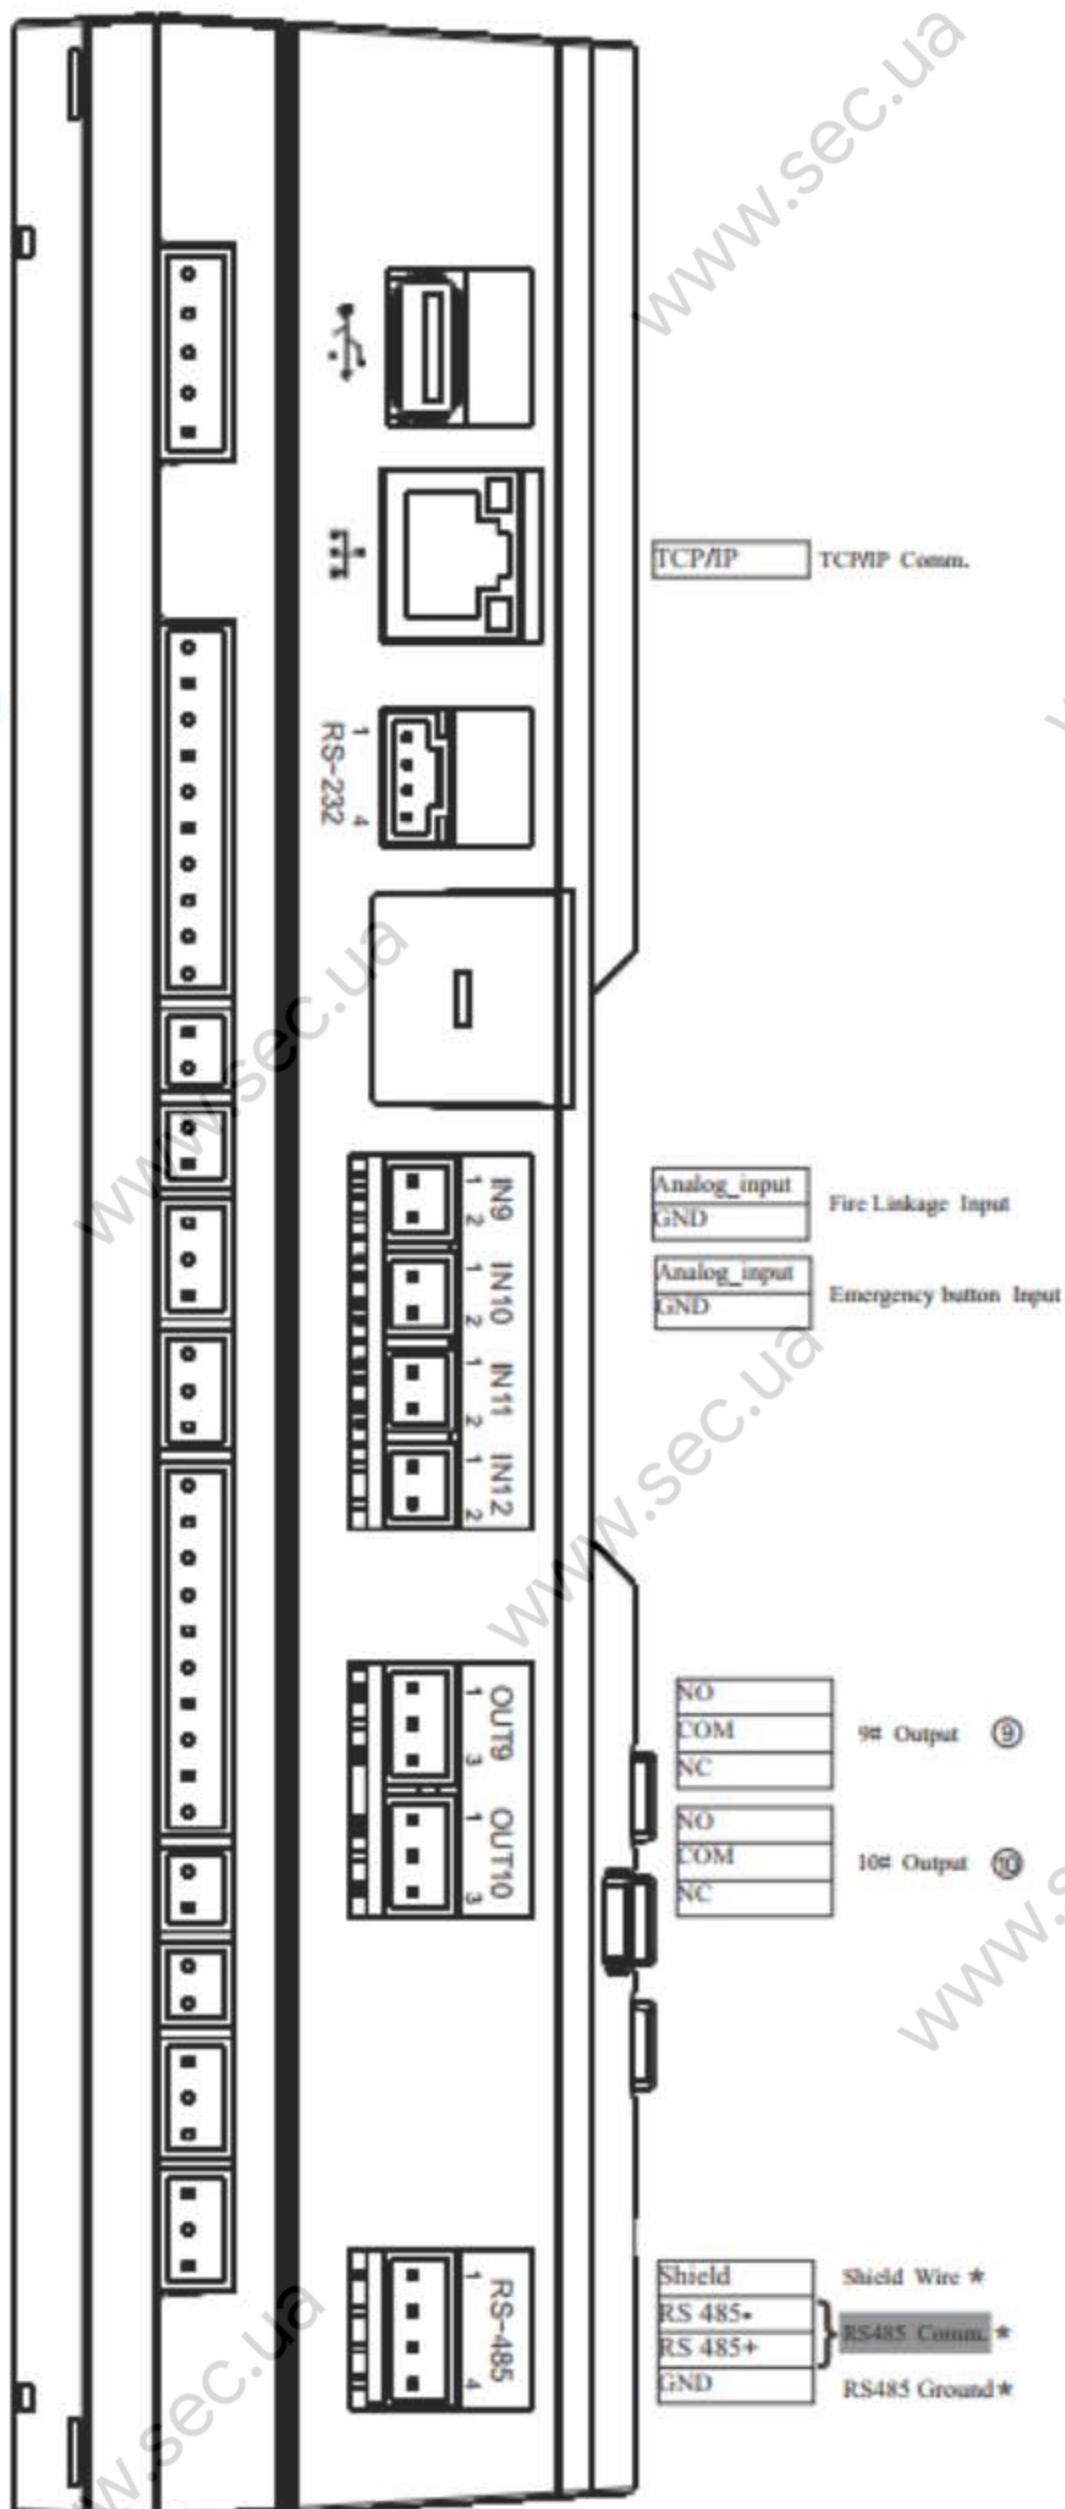 www.sec.ua
TCP/IP TCP/IP Comm.
1
RS-232
4
www.sec.ua
IN9
1
2
Analog_input
GND
Fire Linkage Input
IN10
1
2
Analog_input
GND
Emergency button Input
IN11
1
2
www.sec.ua
IN12
1
2
OUT9
1
3
NO
COM
NC
9# Output ⑨
OUT10
1
3
NO
COM
NC
10# Output ⑩
www.s
RS-485
1
4
Shield Shield Wire ★
RS 485-
RS 485+
RS485 Comm. ★
GND RS485 Ground★
w.sec.ua